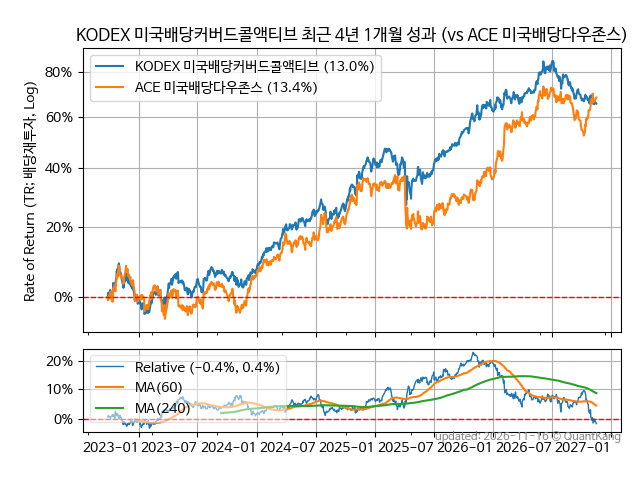 KODEX 미국배당커버드콜액티브 최근 4년 1개월 성과 (vs ACE 미국배당다우존스)
Rate of Return (TR: 배당재투자, Log)
80%
60%
40%
20%
0%
KODEX 미국배당커버드콜액티브 (13.0%)
ACE 미국배당다우존스 (13.4%)
20%
10%
0%
Relative (-0.4%, 0.4%)
MA(60)
MA(240)
2023-01 2023-07 2024-01 2024-07 2025-01 2025-07 2026-01 2026-07 2027-01
updated: 2026-11-16 © QuantKang